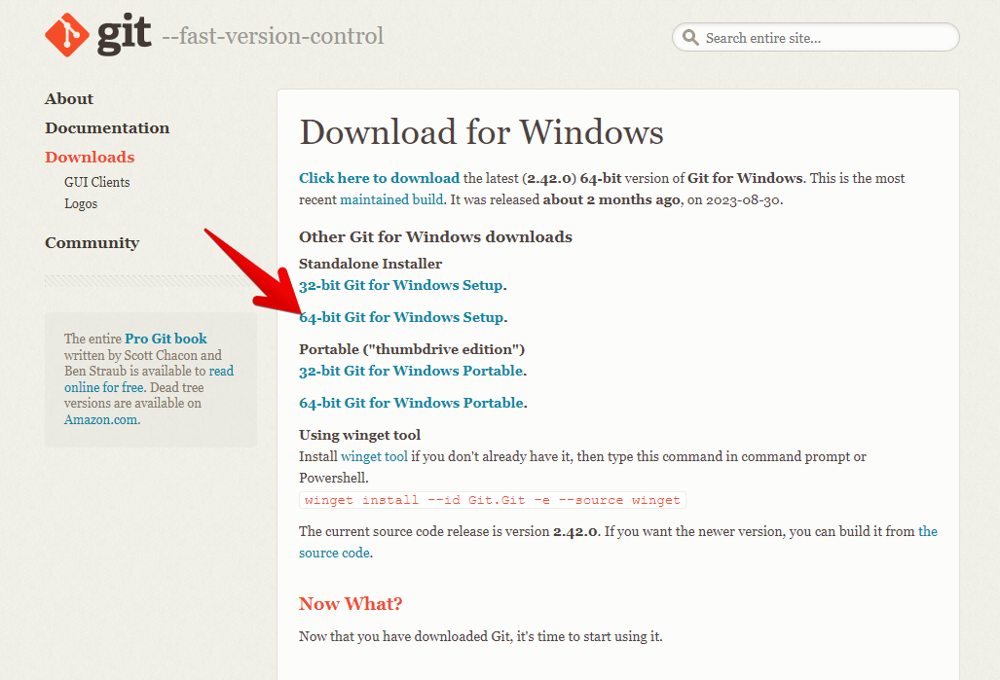 git --fast-version-control
Search entire site...
About
Documentation
Downloads
GUI Clients
Logos
Community
The entire Pro Git book
written by Scott Chacon and
Ben Straub is available to read
online for free. Dead tree
versions are available on
Amazon.com.
Download for Windows
Click here to download the latest (2.42.0) 64-bit version of Git for Windows. This is the most
recent maintained build. It was released about 2 months ago, on 2023-08-30.
Other Git for Windows downloads
Standalone Installer
32-bit Git for Windows Setup.
64-bit Git for Windows Setup.
Portable ("thumbdrive edition")
32-bit Git for Windows Portable.
64-bit Git for Windows Portable.
Using winget tool
Install winget tool if you don't already have it, then type this command in command prompt or
Powershell.
winget install --id Git.Git -e --source winget
The current source code release is version 2.42.0. If you want the newer version, you can build it from the
source code.
Now What?
Now that you have downloaded Git, it's time to start using it.